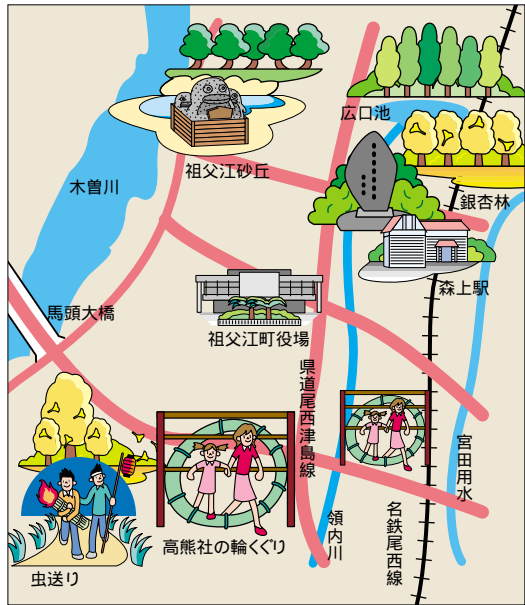 広口池
祖父江砂丘
木曽川
銀杏林
森上駅
馬頭大橋
祖父江町役場
県道尾西津島線
宮田用水
領内川
名鉄尾西線
高熊社の輪くぐり
虫送り